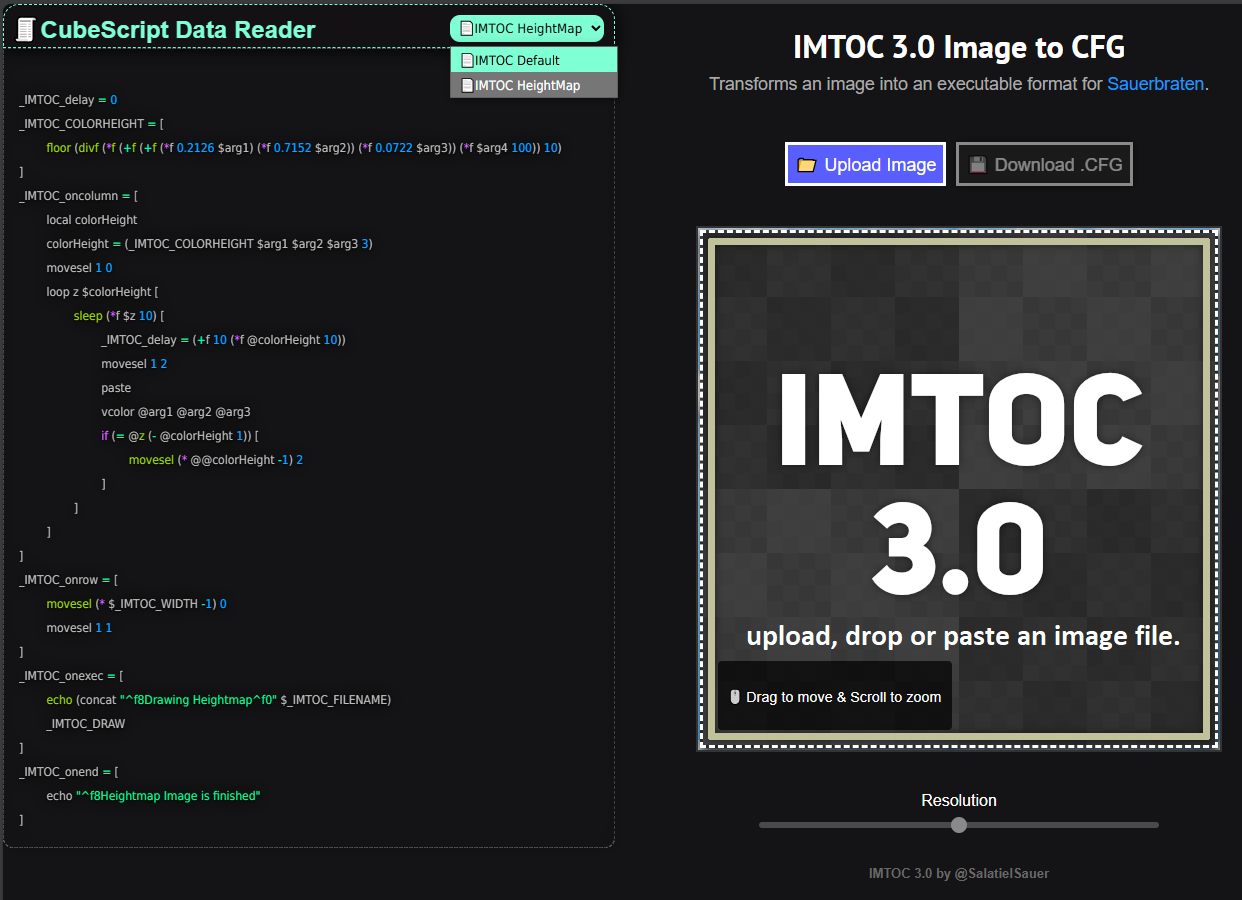 CubeScript Data Reader
IMTOC HeightMap
IMTOC Default
IMTOC HeightMap
_IMTOC_delay = 0
_IMTOC_COLORHEIGHT = [
floor (divf (*f (+f (+f (*f 0.2126 $arg1) (*f 0.7152 $arg2)) (*f 0.0722 $arg3)) (*f $arg4 100)) 10)
]
_IMTOC_oncolumn = [
local colorHeight
colorHeight = (_IMTOC_COLORHEIGHT $arg1 $arg2 $arg3 3)
movesel 1 0
loop z $colorHeight [
sleep (*f $z 10) [
_IMTOC_delay = (+f 10 (*f @colorHeight 10))
movesel 1 2
paste
vcolor @arg1 @arg2 @arg3
if (= @z (- @colorHeight 1)) [
movesel (* @@colorHeight -1) 2
]
]
]
]
_IMTOC_onrow = [
movesel (* $_IMTOC_WIDTH -1) 0
movesel 1 1
]
_IMTOC_onexec = [
echo (concat "^f8Drawing Heightmap^f0" $_IMTOC_FILENAME)
_IMTOC_DRAW
]
_IMTOC_onend = [
echo "^f8Heightmap Image is finished"
]
IMTOC 3.0 Image to CFG
Transforms an image into an executable format for Sauerbraten.
Upload Image
Download .CFG
IMTOC
3.0
upload, drop or paste an image file.
Drag to move & Scroll to zoom
Resolution
IMTOC 3.0 by @SalatielSauer